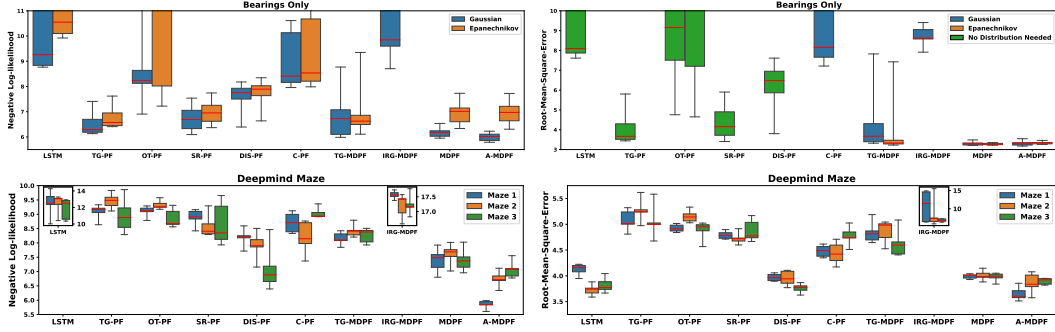 Bearings Only
Negative Log-likelihood
11
10
9
8
7
6
Gaussian
Epanechnikov
LSTM TG-PF OT-PF SR-PF DIS-PF C-PF TG-MDPF IRG-MDPF MDPF A-MDPF
Bearings Only
Root-Mean-Square-Error
10
9
8
7
6
5
4
3
Gaussian
Epanechnikov
No Distribution Needed
LSTM TG-PF OT-PF SR-PF DIS-PF C-PF TG-MDPF IRG-MDPF MDPF A-MDPF
Deepmind Maze
Negative Log-likelihood
10.0
9.5
9.0
8.5
8.0
7.5
7.0
6.5
6.0
5.5
14
12
10
LSTM
17.5
17.0
IRG-MDPF
Maze 1
Maze 2
Maze 3
LSTM TG-PF OT-PF SR-PF DIS-PF C-PF TG-MDPF IRG-MDPF MDPF A-MDPF
Deepmind Maze
Root-Mean-Square-Error
5.5
5.0
4.5
4.0
3.5
15
10
IRG-MDPF
Maze 1
Maze 2
Maze 3
LSTM TG-PF OT-PF SR-PF DIS-PF C-PF TG-MDPF IRG-MDPF MDPF A-MDPF